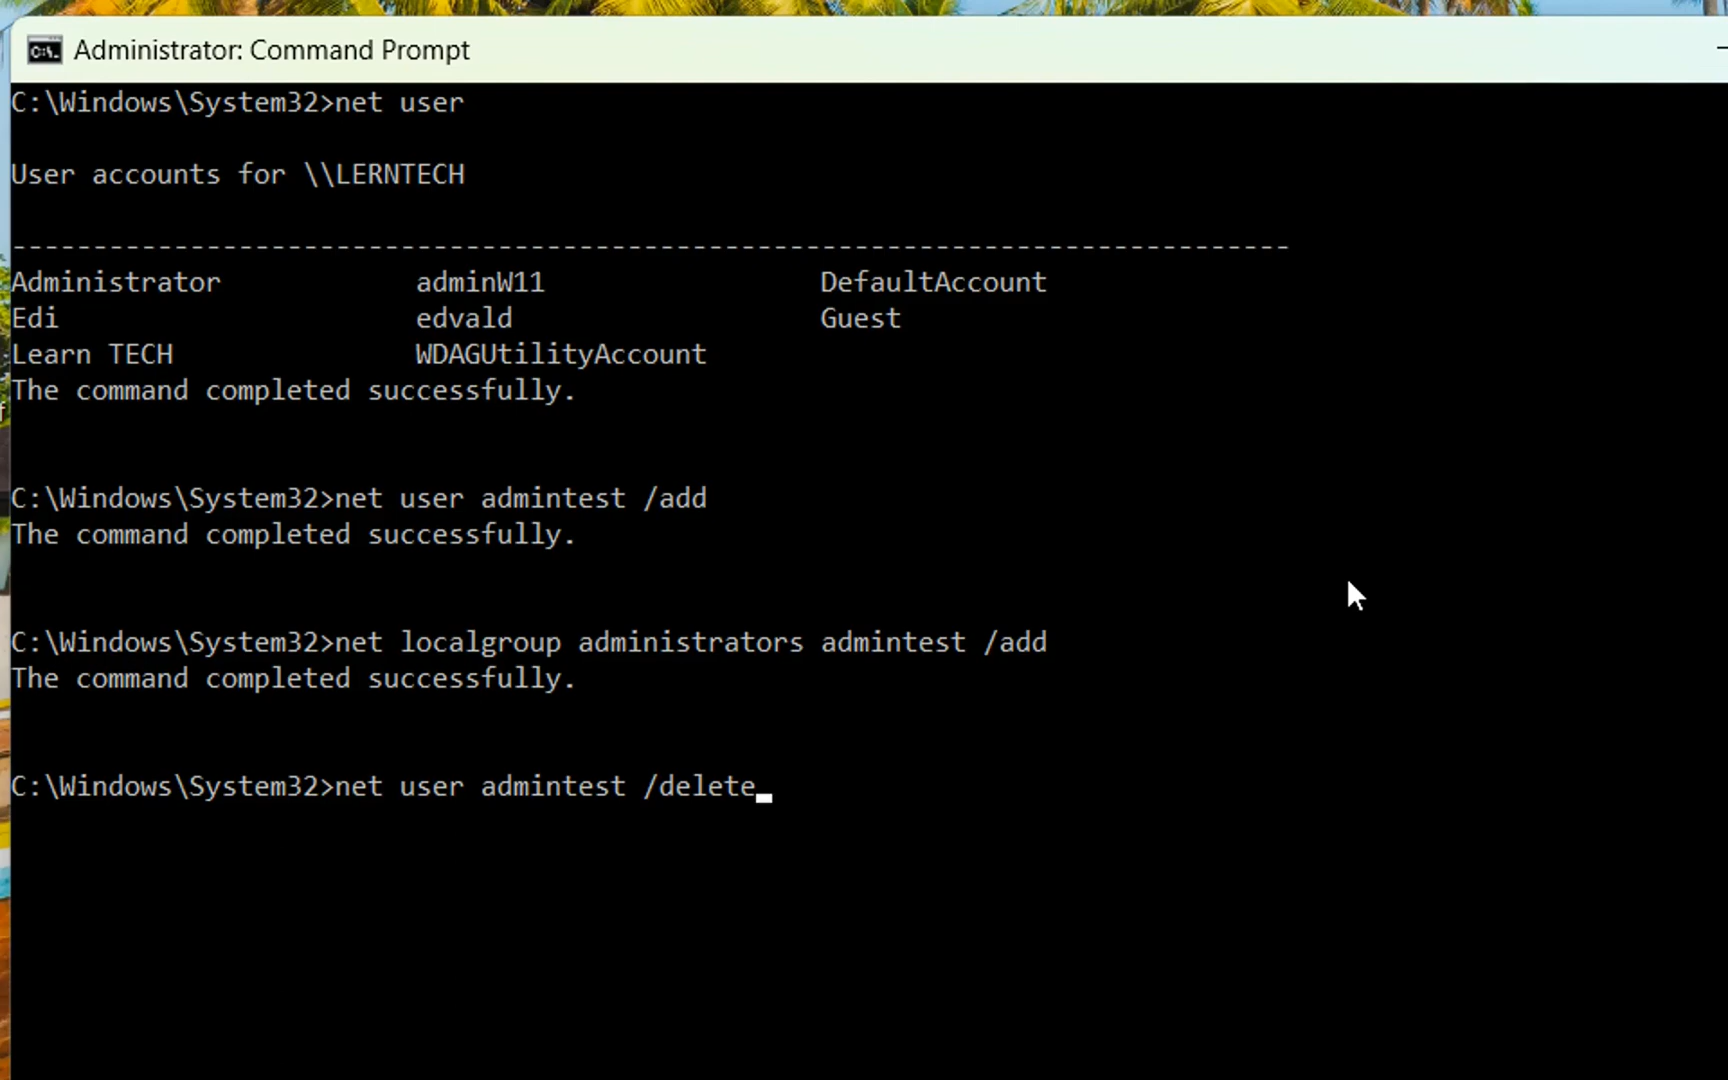 Administrator: Command Prompt
C:\Windows\System32>net user
User accounts for \\LERNTECH
-------------------------------------------------------------------------------
Administrator adminW11 DefaultAccount
Edi edvald Guest
Learn TECH WDAGUtilityAccount
The command completed successfully.
C:\Windows\System32>net user admintest /add
The command completed successfully.
C:\Windows\System32>net localgroup administrators admintest /add
The command completed successfully.
C:\Windows\System32>net user admintest /delete